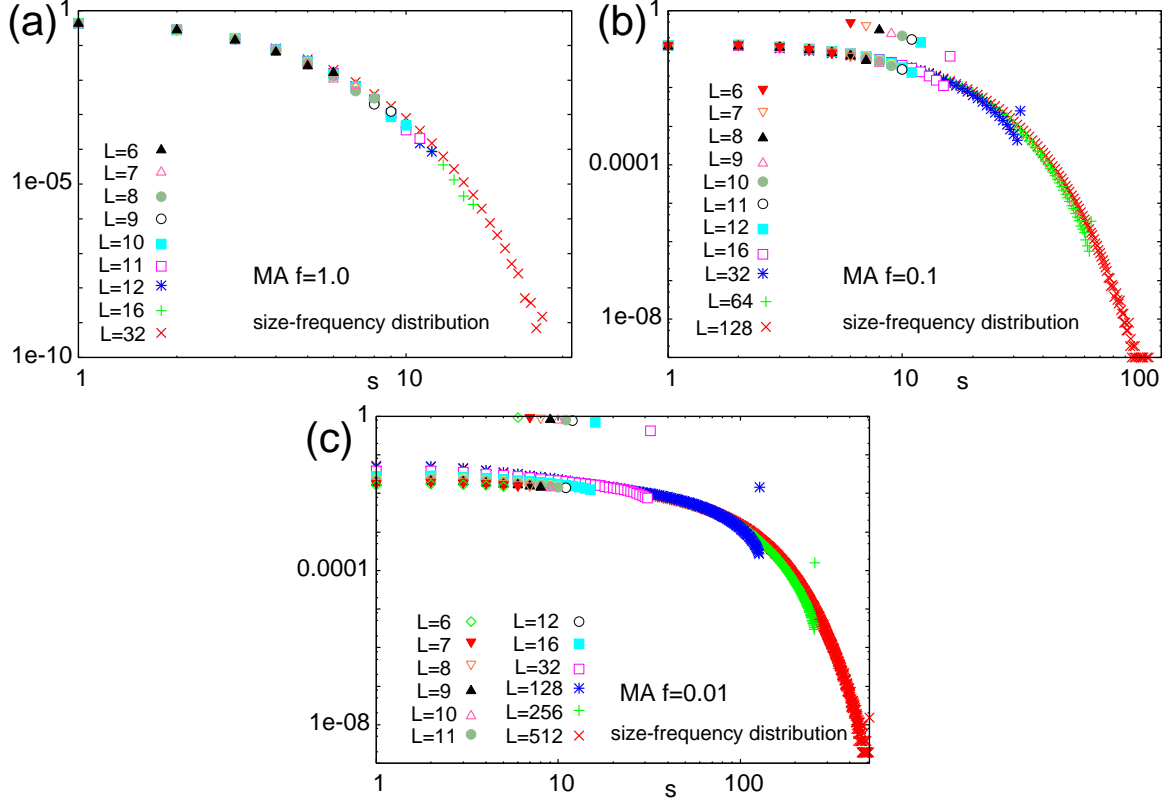 (a)
1
1e-05
1e-10
L=6
L=7
L=8
L=9
L=10
L=11
L=12
L=16
L=32
MA f=1.0
size-frequency distribution
1
10
s
(b)
1
0.0001
1e-08
L=6
L=7
L=8
L=9
L=10
L=11
L=12
L=16
L=32
L=64
L=128
MA f=0.1
size-frequency distribution
1
10
s
100
(c)
1
0.0001
1e-08
L=6
L=7
L=8
L=9
L=10
L=11
L=12
L=16
L=32
L=128
L=256
L=512
MA f=0.01
size-frequency distribution
1
10
s
100